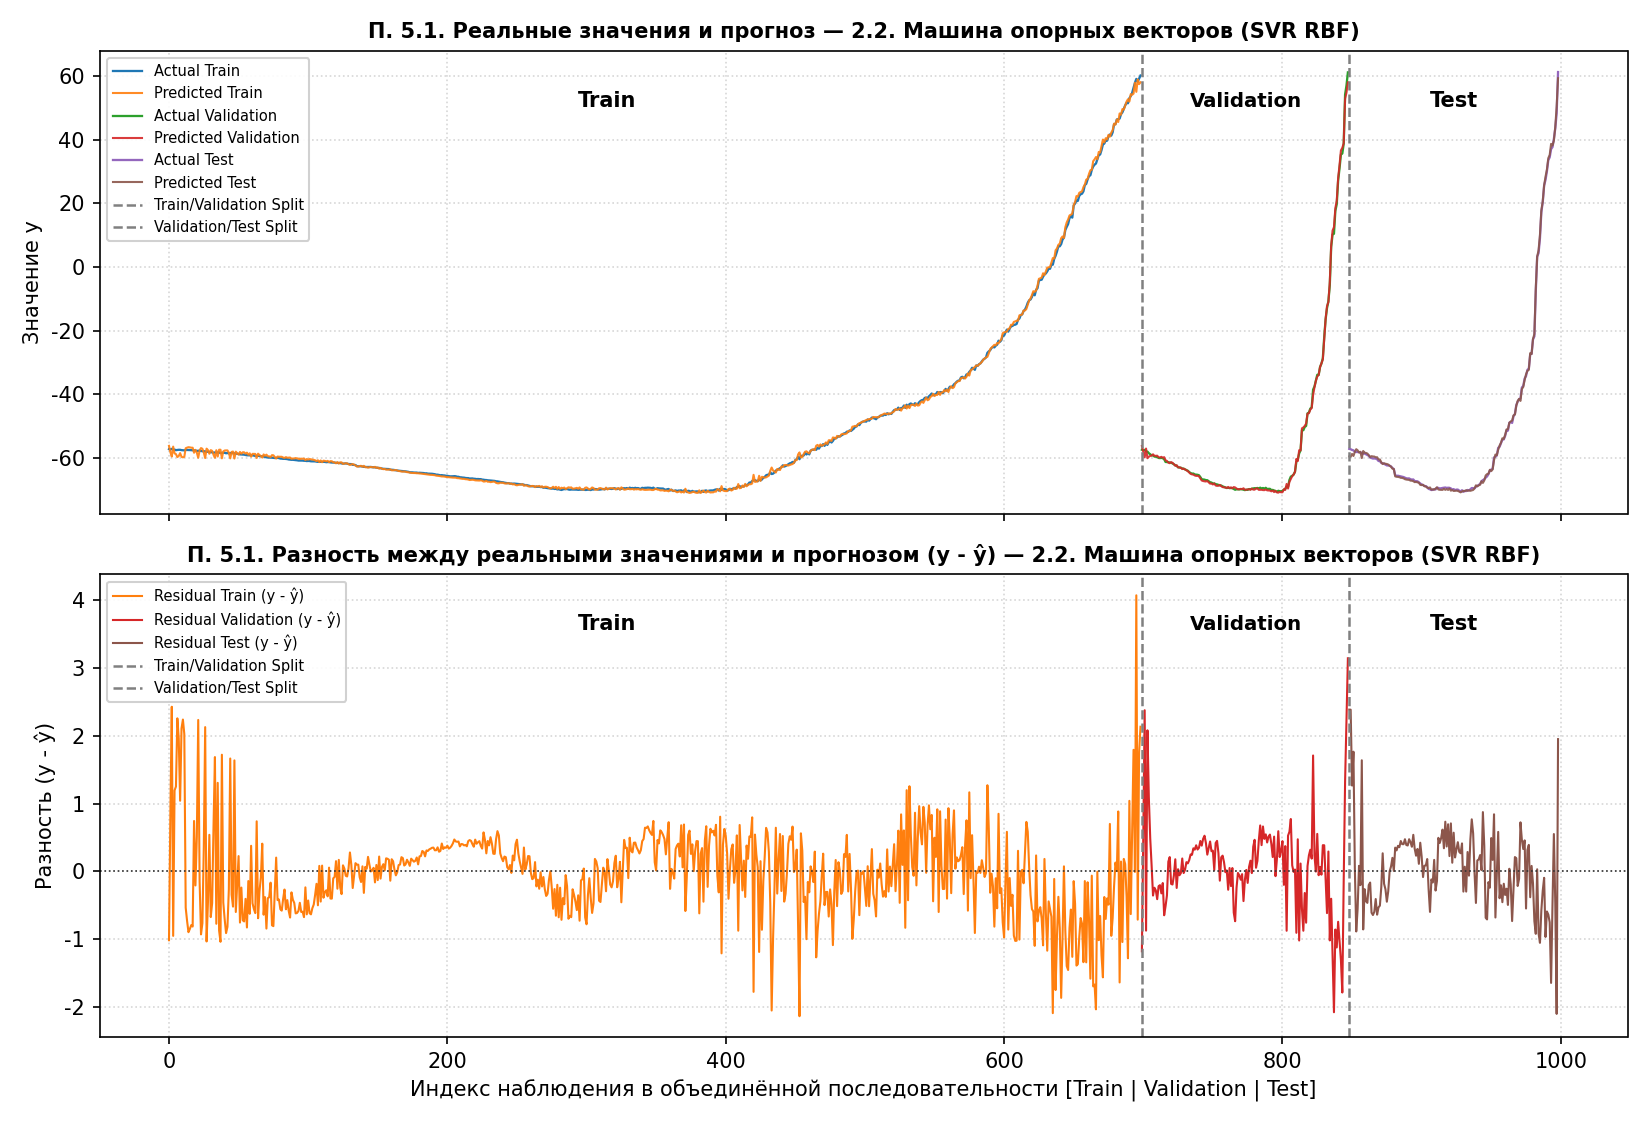 П. 5.1. Реальные значения и прогноз — 2.2. Машина опорных векторов (SVR RBF)
Actual Train
Predicted Train
Actual Validation
Predicted Validation
Actual Test
Predicted Test
Train/Validation Split
Validation/Test Split
Train
Validation
Test
60
40
20
0
-20
-40
-60
Значение y
П. 5.1. Разность между реальными значениями и прогнозом (y - ŷ) — 2.2. Машина опорных векторов (SVR RBF)
Residual Train (y - ŷ)
Residual Validation (y - ŷ)
Residual Test (y - ŷ)
Train/Validation Split
Validation/Test Split
Train
Validation
Test
4
3
2
1
0
-1
-2
Разность (y - ŷ)
0
200
400
600
800
1000
Индекс наблюдения в объединённой последовательности [Train | Validation | Test]